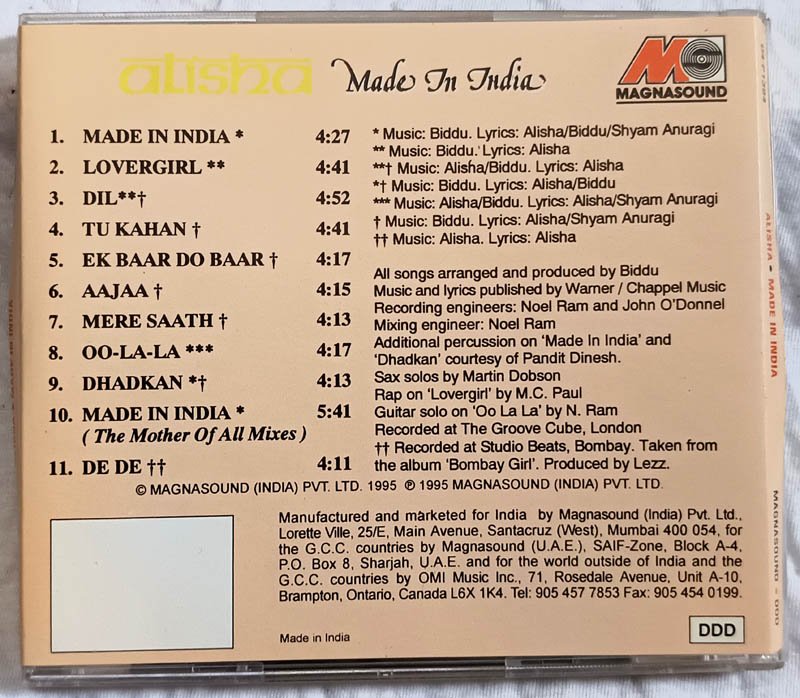 alisha Made In India
MAGNASOUND
1. MADE IN INDIA * 4:27
2. LOVERGIRL ** 4:41
3. DIL**† 4:52
4. TU KAHAN † 4:41
5. EK BAAR DO BAAR † 4:17
6. AAJAA † 4:15
7. MERE SAATH † 4:13
8. OO-LA-LA *** 4:17
9. DHADKAN *† 4:13
10. MADE IN INDIA * 5:41
( The Mother Of All Mixes )
11. DE DE †† 4:11
* Music: Biddu. Lyrics: Alisha/Biddu/Shyam Anuragi
** Music: Biddu. Lyrics: Alisha
**† Music: Alisha/Biddu. Lyrics: Alisha
*† Music: Biddu. Lyrics: Alisha/Biddu
*** Music: Alisha/Biddu. Lyrics: Alisha/Shyam Anuragi
† Music: Biddu. Lyrics: Alisha/Shyam Anuragi
†† Music: Alisha. Lyrics: Alisha
All songs arranged and produced by Biddu
Music and lyrics published by Warner / Chappel Music
Recording engineers: Noel Ram and John O'Donnel
Mixing engineer: Noel Ram
Additional percussion on 'Made In India' and
'Dhadkan' courtesy of Pandit Dinesh.
Sax solos by Martin Dobson
Rap on 'Lovergirl' by M.C. Paul
Guitar solo on 'Oo La La' by N. Ram
Recorded at The Groove Cube, London
†† Recorded at Studio Beats, Bombay. Taken from
the album 'Bombay Girl'. Produced by Lezz.
© MAGNASOUND (INDIA) PVT. LTD. 1995 ℗ 1995 MAGNASOUND (INDIA) PVT. LTD.
Manufactured and marketed for India by Magnasound (India) Pvt. Ltd.,
Lorette Ville, 25/E, Main Avenue, Santacruz (West), Mumbai 400 054, for
the G.C.C. countries by Magnasound (U.A.E.), SAIF-Zone, Block A-4,
P.O. Box 8, Sharjah, U.A.E. and for the world outside of India and the
G.C.C. countries by OMI Music Inc., 71, Rosedale Avenue, Unit A-10,
Brampton, Ontario, Canada L6X 1K4. Tel: 905 457 7853 Fax: 905 454 0199.
Made in India
DDD
ALISHA • MADE IN INDIA
MAGNASOUND - DDD